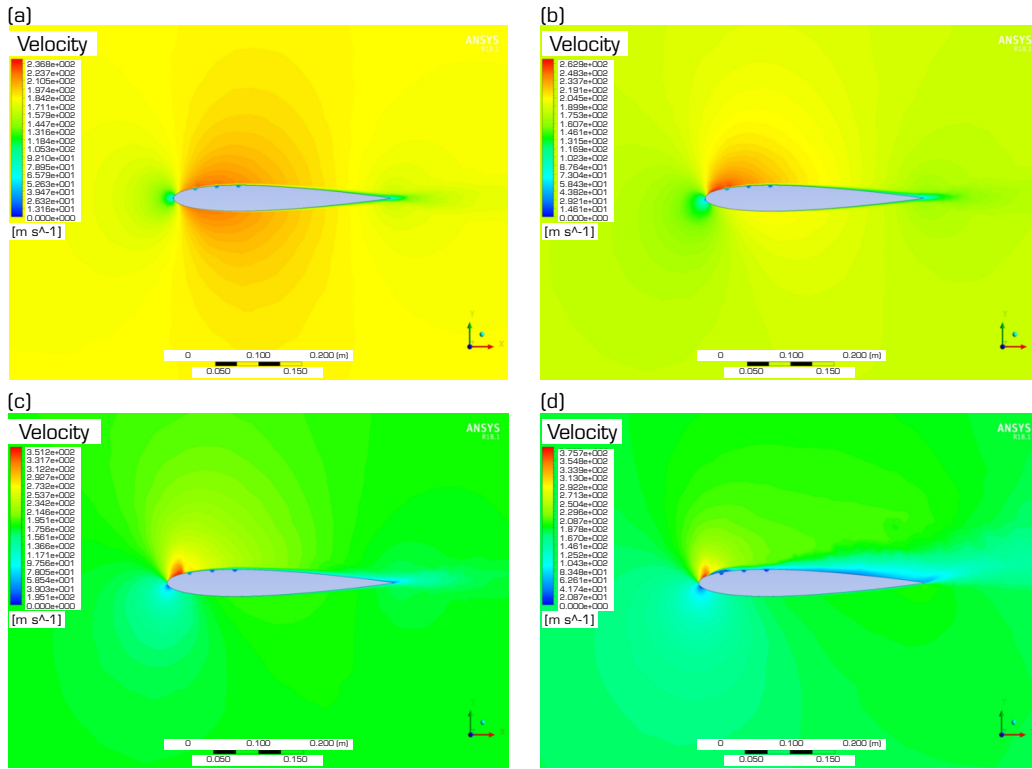 (a)
Velocity
2.368e+002
2.237e+002
2.105e+002
1.974e+002
1.842e+002
1.711e+002
1.447e+002
1.316e+002
1.184e+002
1.053e+002
9.210e+001
7.895e+001
6.579e+001
5.263e+001
3.947e+001
2.632e+001
1.316e+001
0.000e+000
[m s^-1]
ANSYS
R18.1
Y
X
0 0.100 0.200 (m)
0.050 0.150
(b)
Velocity
2.629e+002
2.483e+002
2.337e+002
2.191e+002
2.045e+002
1.899e+002
1.753e+002
1.607e+002
1.461e+002
1.315e+002
1.169e+002
1.023e+002
8.764e+001
7.304e+001
5.843e+001
4.382e+001
2.921e+001
1.461e+001
0.000e+000
[m s^-1]
ANSYS
R18.1
Y
X
0 0.100 0.200 (m)
0.050 0.150
(c)
Velocity
3.512e+002
3.317e+002
3.122e+002
2.927e+002
2.732e+002
2.537e+002
2.342e+002
2.146e+002
1.951e+002
1.756e+002
1.561e+002
1.366e+002
1.171e+002
9.756e+001
7.805e+001
5.854e+001
3.903e+001
1.951e+002
0.000e+000
[m s^-1]
ANSYS
R18.1
X
0 0.100 0.200 (m)
0.050 0.150
(d)
Velocity
3.757e+002
3.548e+002
3.339e+002
3.130e+002
2.922e+002
2.713e+002
2.504e+002
2.296e+002
2.087e+002
1.878e+002
1.670e+002
1.461e+002
1.252e+002
1.043e+002
8.348e+001
6.261e+001
4.174e+001
2.087e+001
0.000e+000
[m s^-1]
ANSYS
R18.1
0 0.100 0.200 (m)
0.050 0.150